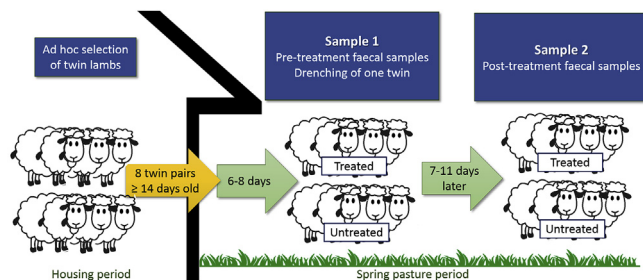 Ad hoc selection
of twin lambs
Sample 1
Pre-treatment faecal samples
Drenching of one twin
Sample 2
Post-treatment faecal samples
8 twin pairs
≥ 14 days old
6-8 days
Treated
Untreated
7-11 days
later
Treated
Untreated
Housing period
Spring pasture period